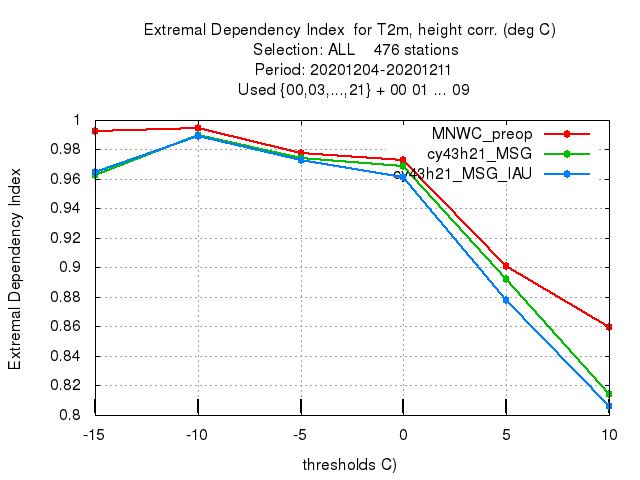 Extremal Dependency Index  for T2m, height corr. (deg C)
Selection: ALL    476 stations
Period: 20201204-20201211
Used {00,03,...,21} + 00 01 ... 09
MNWC_preop
cy43h21_MSG
cy43h21_MSG_IAU
Extremal Dependency Index
1
0.98
0.96
0.94
0.92
0.9
0.88
0.86
0.84
0.82
0.8
-15 -10 -5 0 5 10
thresholds C)